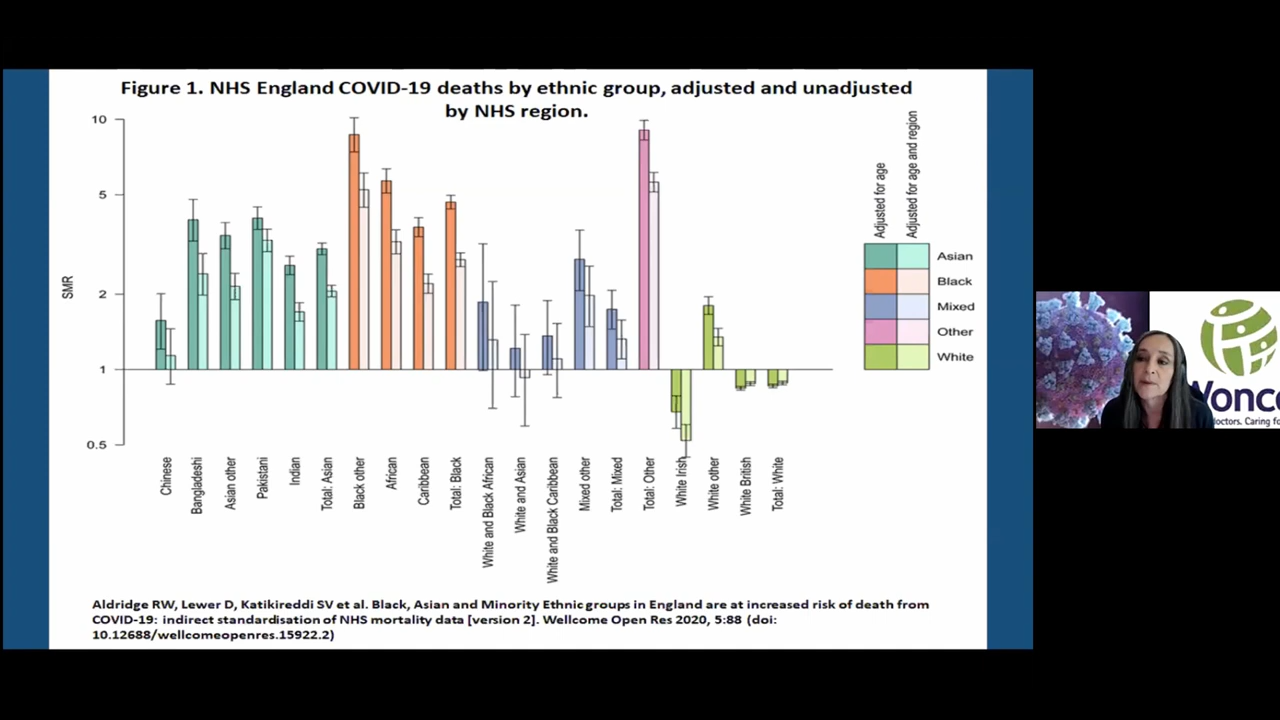 Figure 1. NHS England COVID-19 deaths by ethnic group, adjusted and unadjusted
by NHS region.
10
5
2
1
0.5
SMR
Chinese
Bangladeshi
Asian other
Pakistani
Indian
Total: Asian
Black other
African
Caribbean
Total: Black
White and Black African
White and Asian
White and Black Caribbean
Mixed other
Total: Mixed
Total: Other
White Irish
White other
White British
Total: White
Adjusted for age
Adjusted for age and region
Asian
Black
Mixed
Other
White
Aldridge RW, Lewer D, Katikireddi SV et al. Black, Asian and Minority Ethnic groups in England are at increased risk of death from
COVID-19: indirect standardisation of NHS mortality data [version 2]. Wellcome Open Res 2020, 5:88 (doi:
10.12688/wellcomeopenres.15922.2)
doctors. Caring for